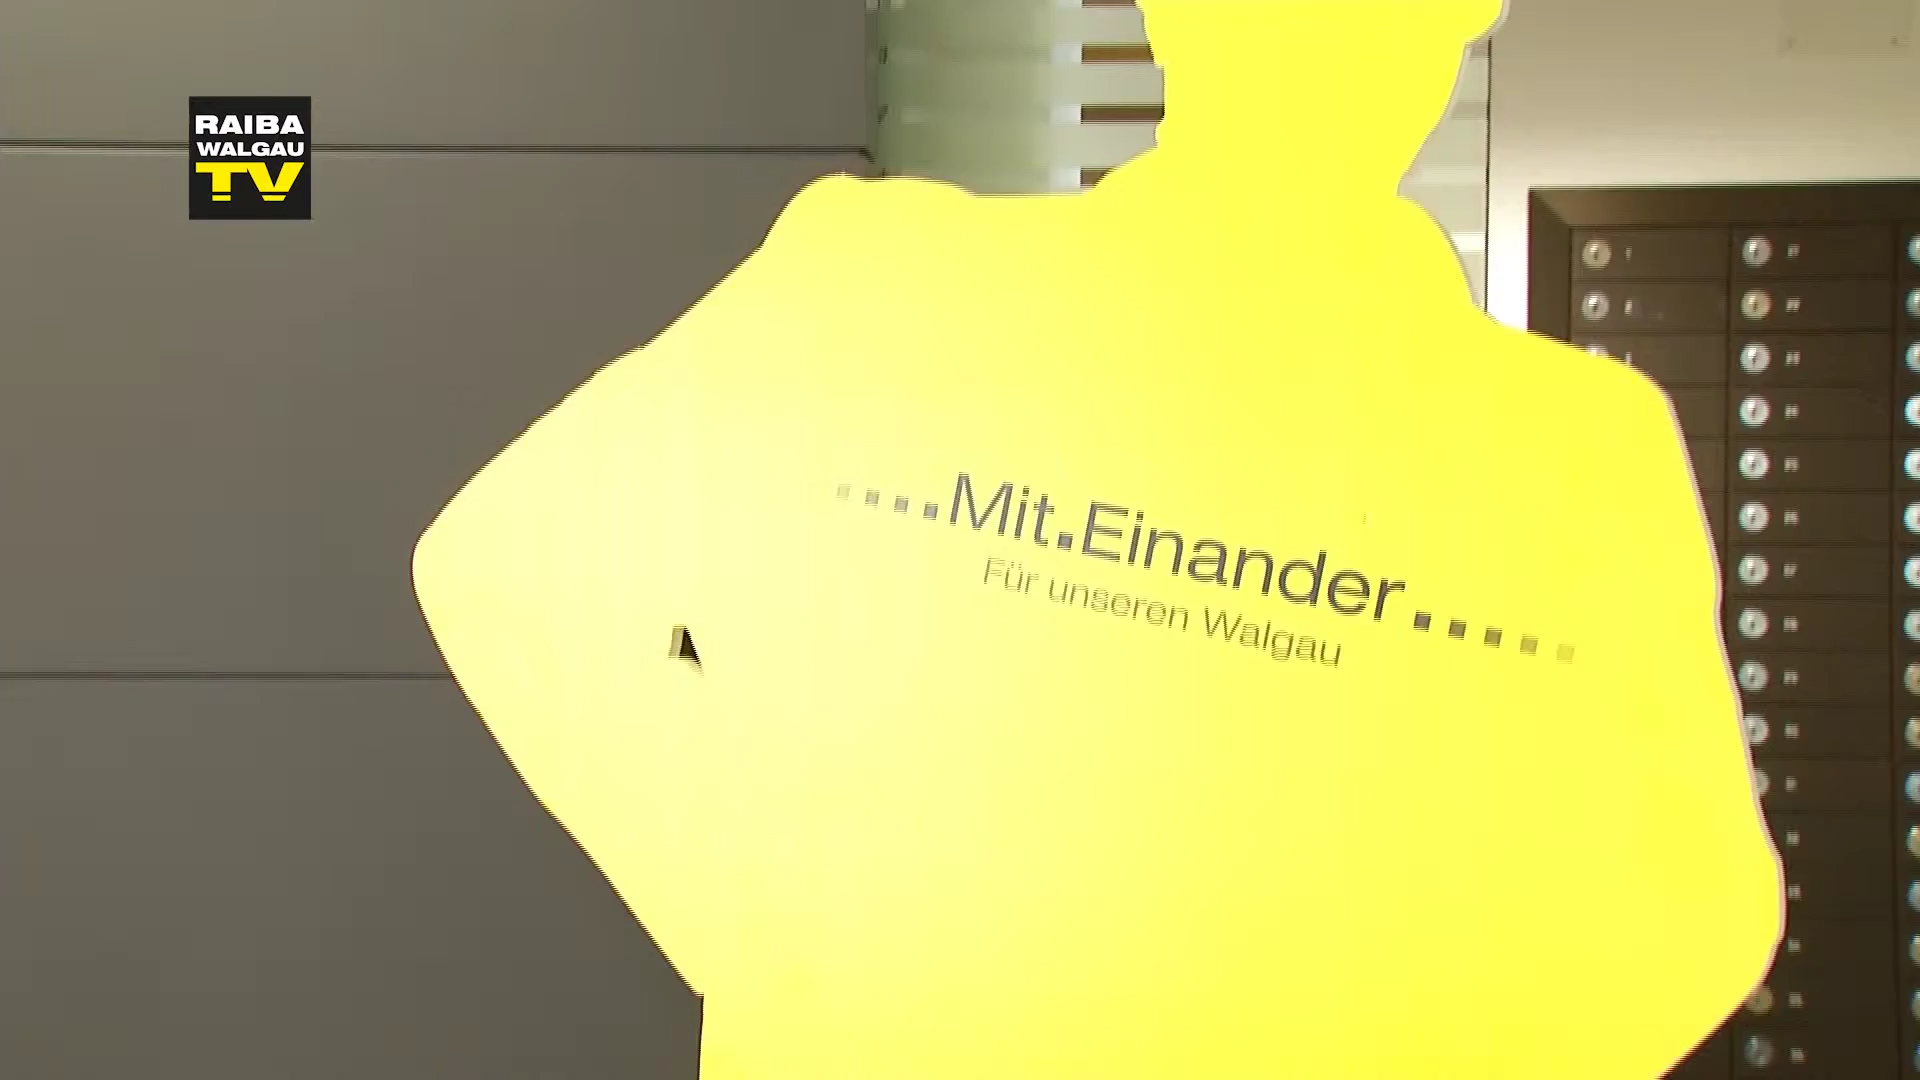 RAIBA
WALGAU
TV
Mit.Einander
Für unseren Walgau